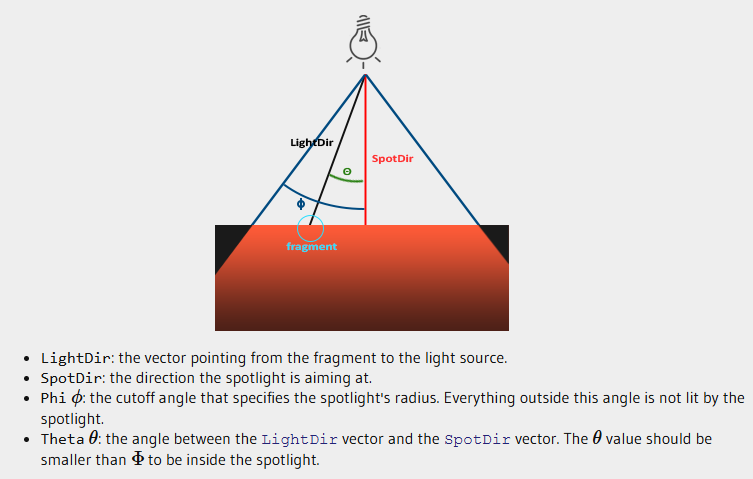 LightDir
SpotDir
Θ
ϕ
fragment
• LightDir: the vector pointing from the fragment to the light source.
• SpotDir: the direction the spotlight is aiming at.
• Phi ϕ: the cutoff angle that specifies the spotlight's radius. Everything outside this angle is not lit by the
spotlight.
• Theta θ: the angle between the LightDir vector and the SpotDir vector. The θ value should be
smaller than Φ to be inside the spotlight.